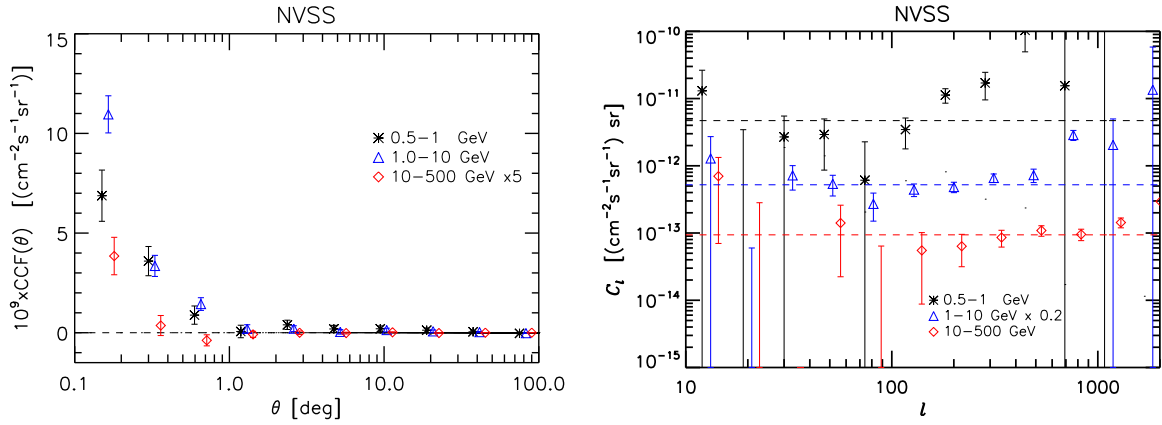 NVSS
15
10
5
0
10⁹xCCF(θ) [(cm⁻²s⁻¹sr⁻¹)]
0.5−1 GeV
1.0−10 GeV
10−500 GeV x5
0.1 1.0 10.0 100.0
θ [deg]
NVSS
10⁻¹⁰
10⁻¹¹
10⁻¹²
10⁻¹³
10⁻¹⁴
10⁻¹⁵
C_l [(cm⁻²s⁻¹sr⁻¹) sr]
0.5−1 GeV
1−10 GeV x 0.2
10−500 GeV
10 100 1000
l